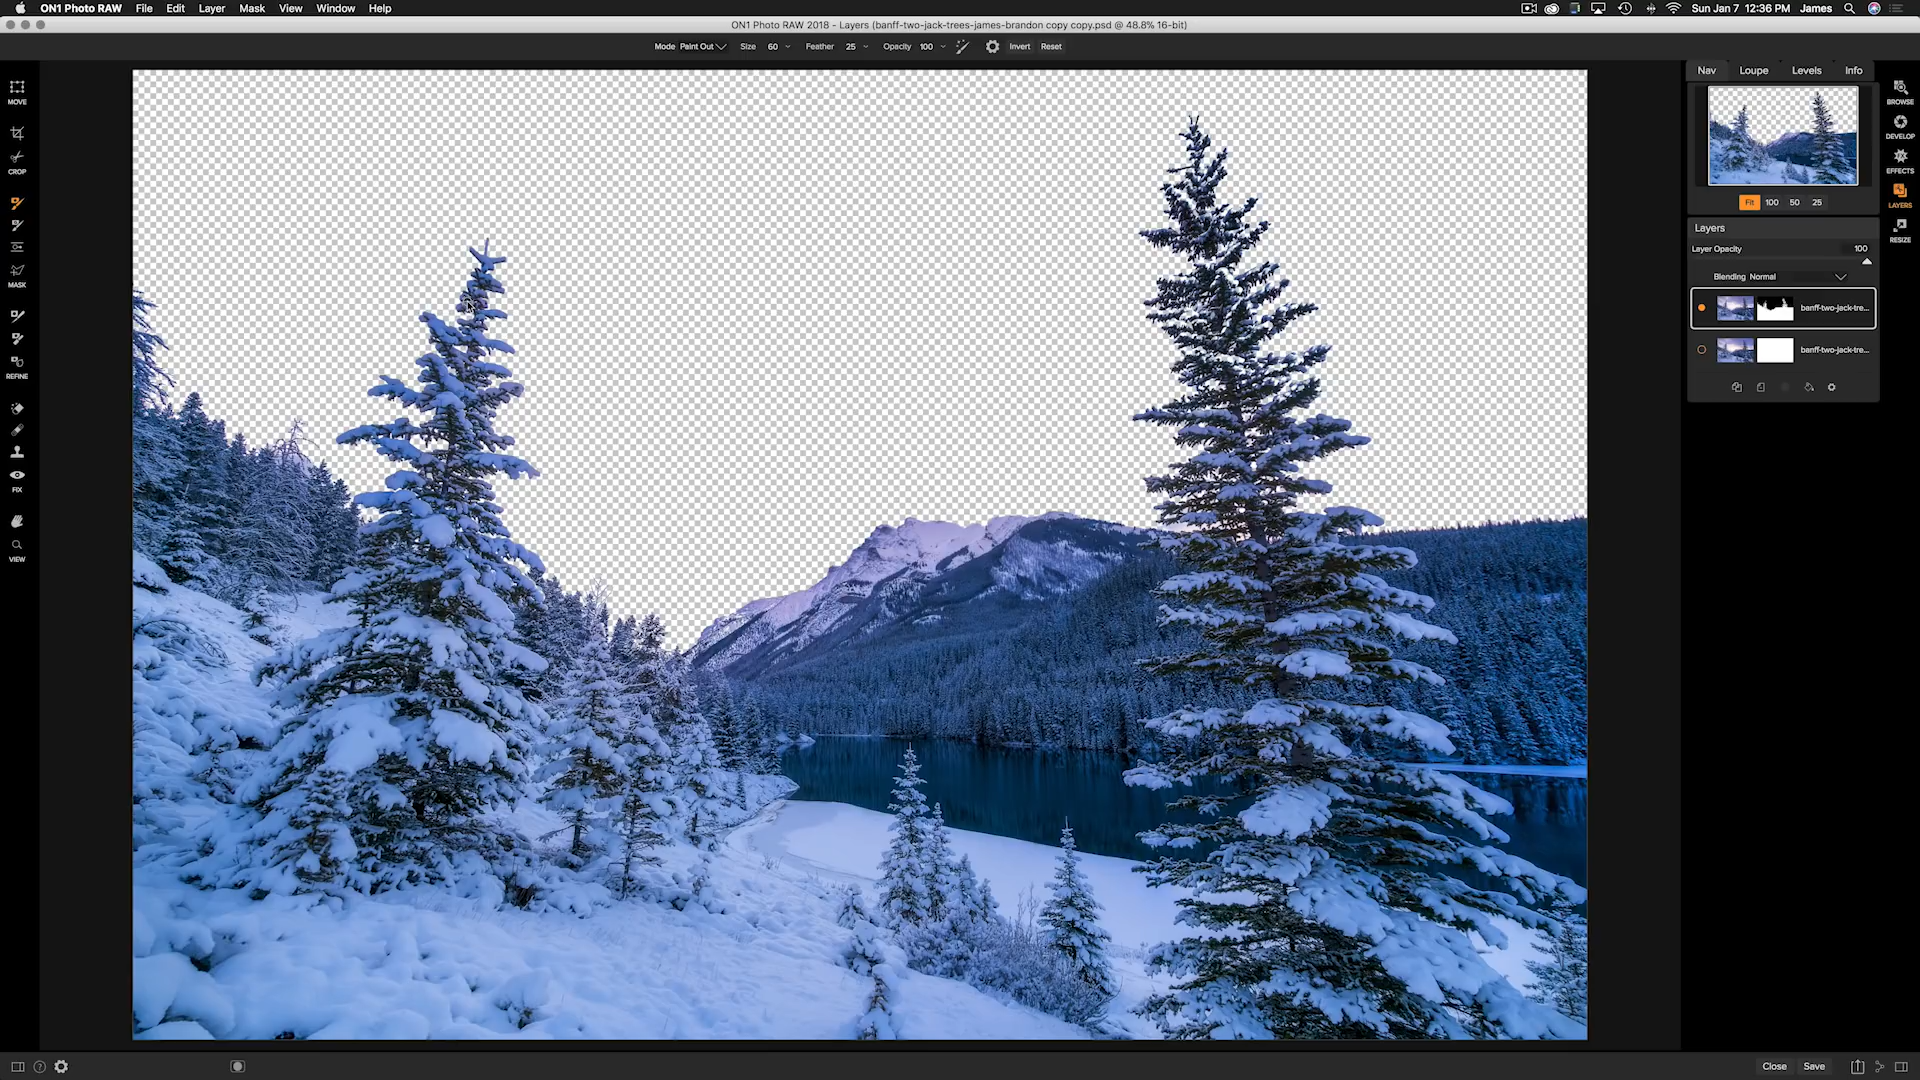 ON1 Photo RAW File Edit Layer Mask View Window Help Sun Jan 7 12:36 PM James
ON1 Photo RAW 2018 - Layers (banff-two-jack-trees-james-brandon copy copy.psd @ 48.8% 16-bit)
Mode Paint Out Size 60 Feather 25 Opacity 100 Invert Reset
MOVE
CROP
MASK
REFINE
FIX
VIEW
Nav Loupe Levels Info
Fit 100 50 25
Layers
Layer Opacity 100
Blending Normal
banff-two-jack-tre...
banff-two-jack-tre...
BROWSE
DEVELOP
EFFECTS
LAYERS
RESIZE
?
Close Save